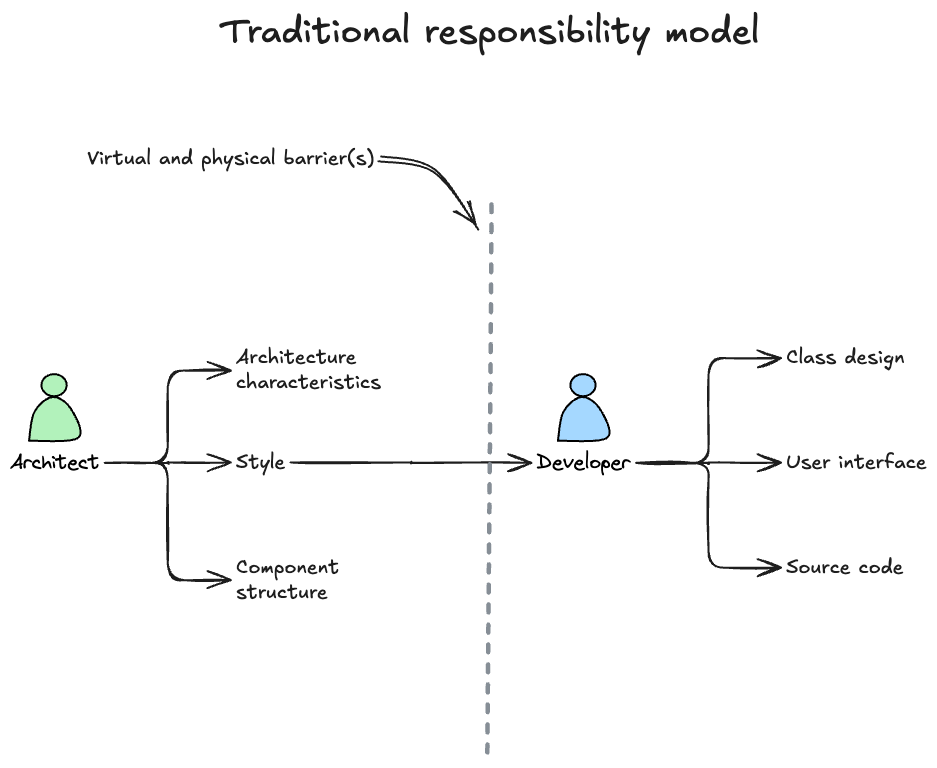 Traditional responsibility model
Virtual and physical barrier(s)
Architect
Architecture
characteristics
Style
Component
structure
Developer
Class design
User interface
Source code